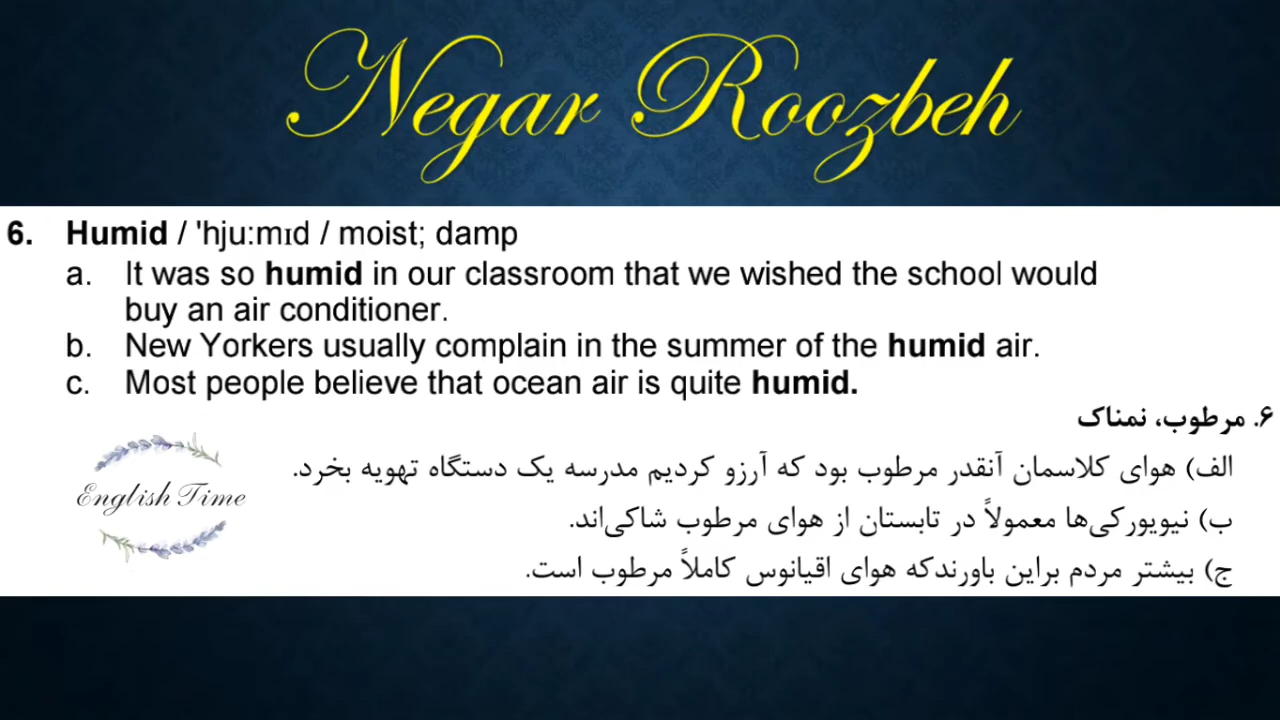 Negar Roozbeh
6. Humid / 'hju:mɪd / moist; damp
a. It was so humid in our classroom that we wished the school would
buy an air conditioner.
b. New Yorkers usually complain in the summer of the humid air.
c. Most people believe that ocean air is quite humid.
۶. مرطوب، نمناک
الف) هوای کلاسمان آنقدر مرطوب بود که آرزو کردیم مدرسه یک دستگاه تهویه بخرد.
ب) نیویورکی‌ها معمولاً در تابستان از هوای مرطوب شاکی‌اند.
ج) بیشتر مردم براین باورندکه هوای اقیانوس کاملاً مرطوب است.
English Time